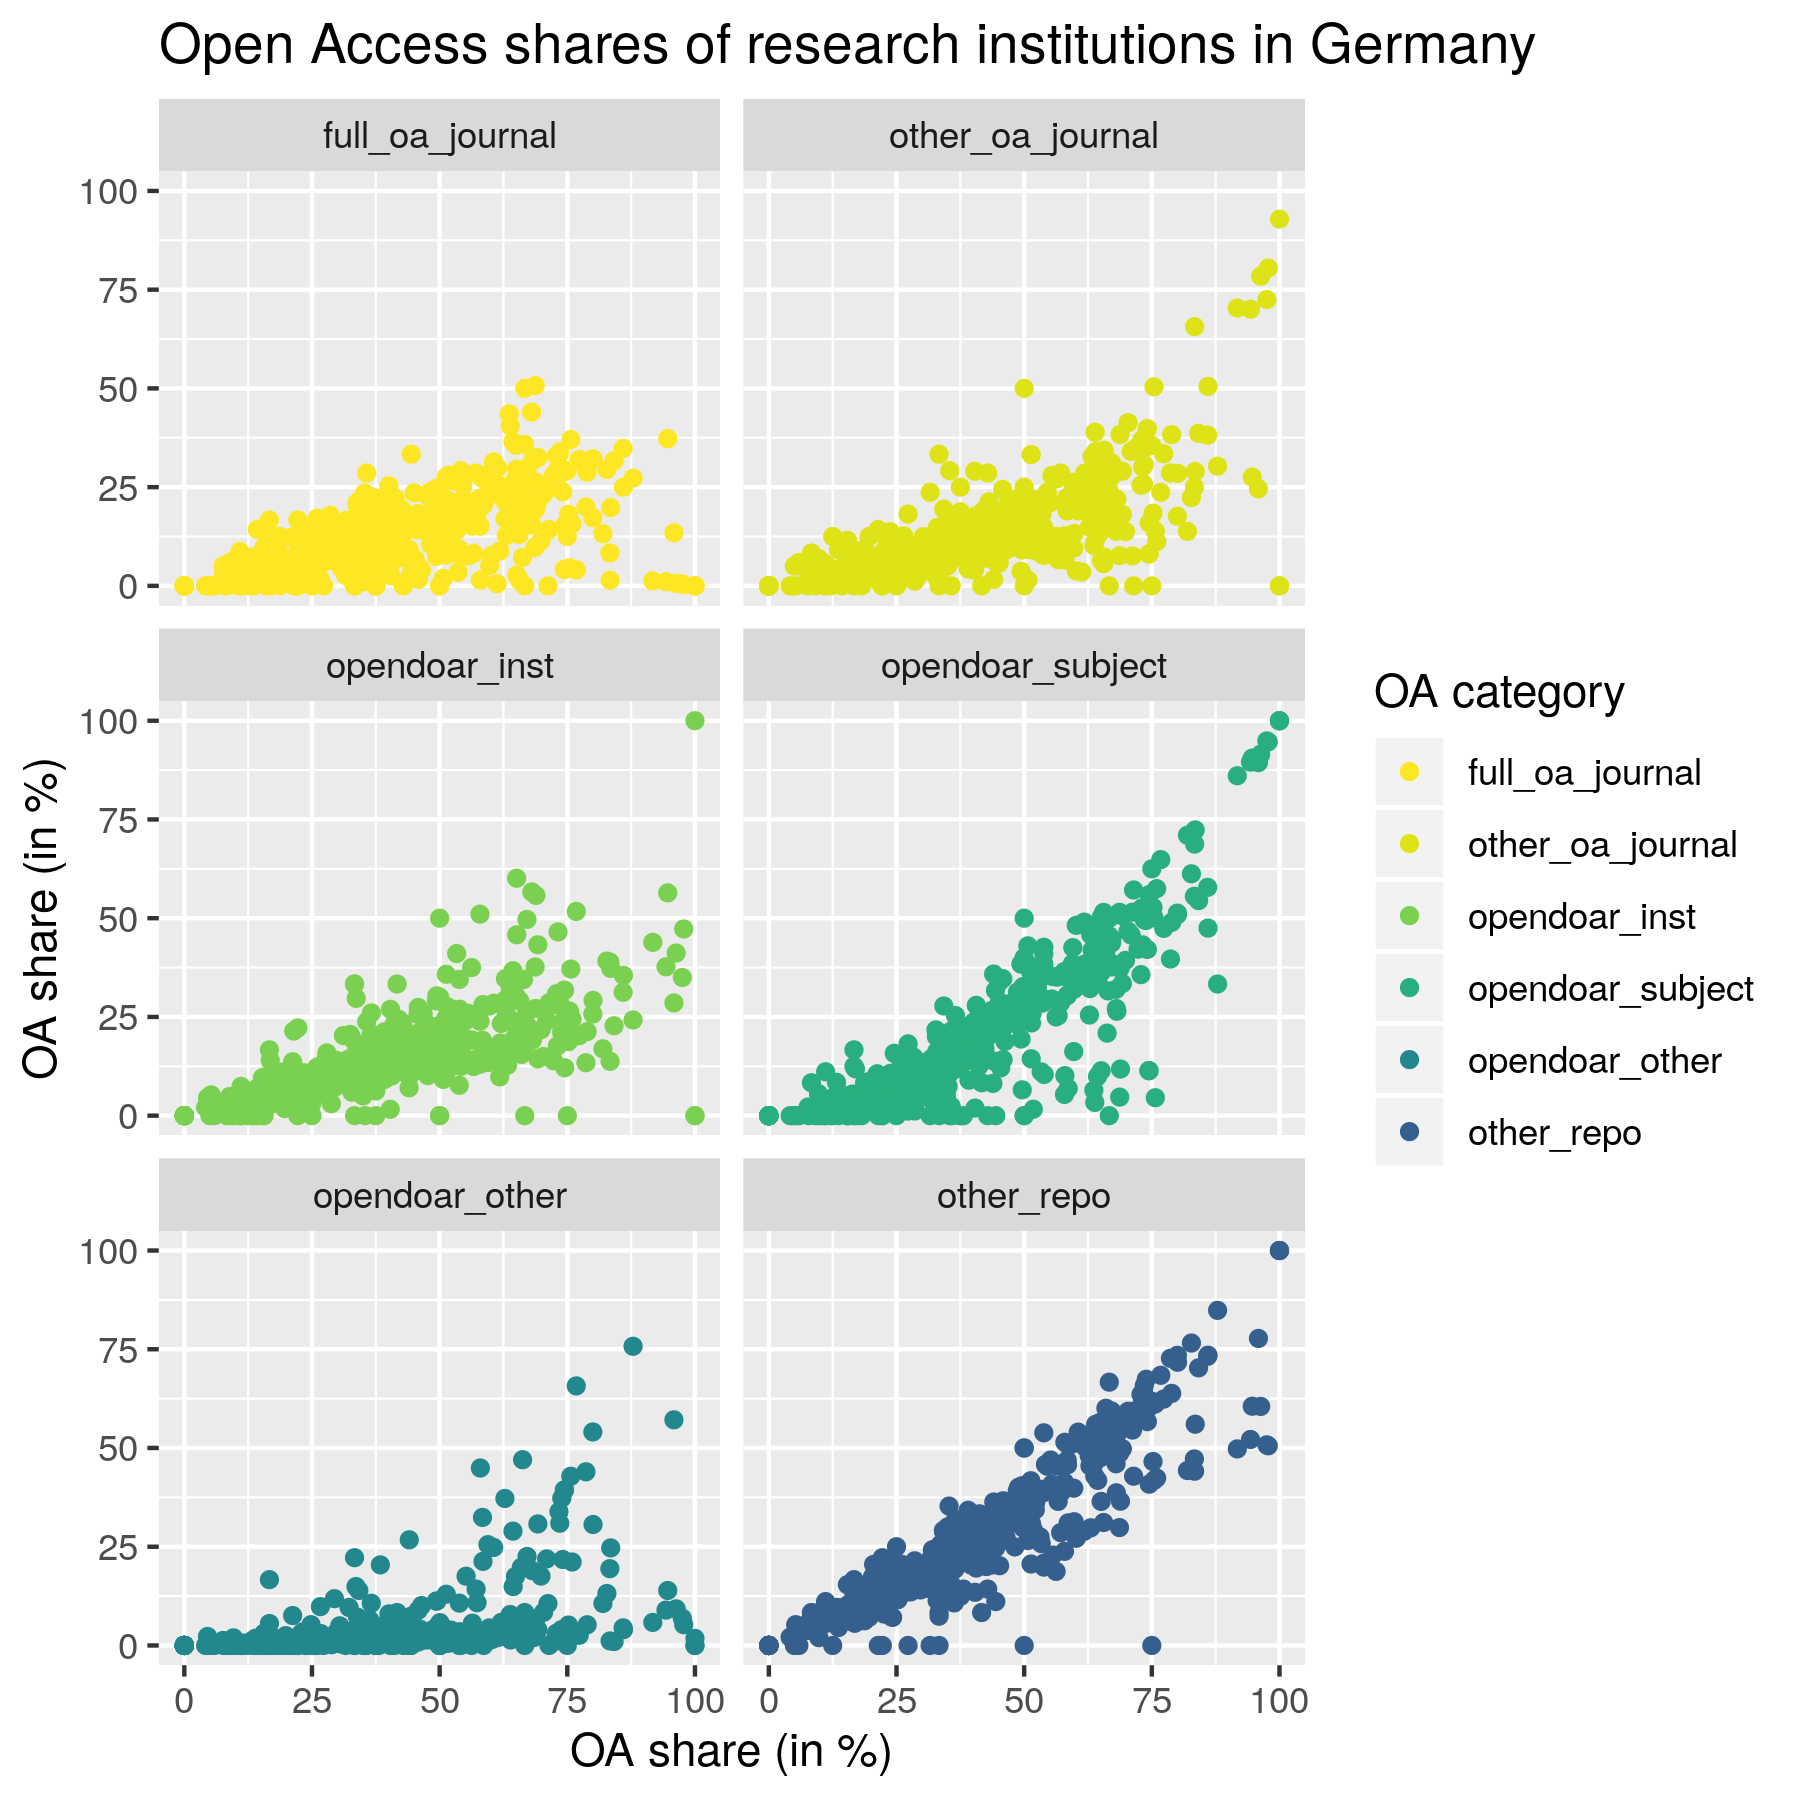 Open Access shares of research institutions in Germany
full_oa_journal
other_oa_journal
100
75
50
25
0
opendoar_inst
opendoar_subject
100
75
50
25
0
opendoar_other
other_repo
100
75
50
25
0
0 25 50 75 100
0 25 50 75 100
OA share (in %)
OA share (in %)
OA category
full_oa_journal
other_oa_journal
opendoar_inst
opendoar_subject
opendoar_other
other_repo